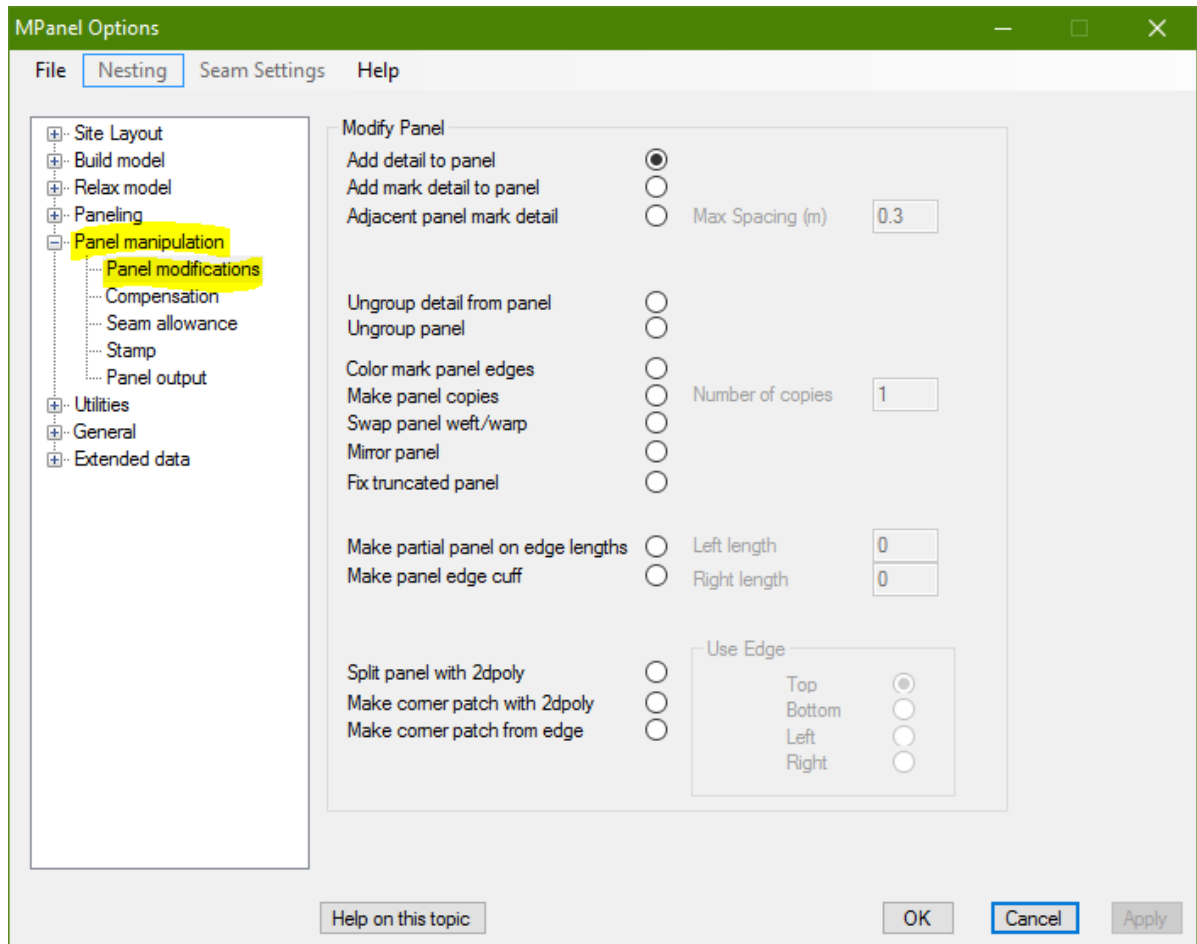 MPanel Options
File Nesting Seam Settings Help
Site Layout
Build model
Relax model
Paneling
Panel manipulation
Panel modifications
Compensation
Seam allowance
Stamp
Panel output
Utilities
General
Extended data
Modify Panel
Add detail to panel
Add mark detail to panel
Adjacent panel mark detail Max Spacing (m) 0.3
Ungroup detail from panel
Ungroup panel
Color mark panel edges
Make panel copies Number of copies 1
Swap panel weft/warp
Mirror panel
Fix truncated panel
Make partial panel on edge lengths Left length 0
Make panel edge cuff Right length 0
Split panel with 2dpoly
Make corner patch with 2dpoly
Make corner patch from edge
Use Edge
Top
Bottom
Left
Right
Help on this topic OK Cancel Apply